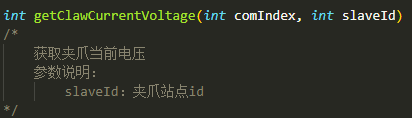 int getClawCurrentVoltage(int comIndex, int slaveId)
/*
获取夹爪当前电压
参数说明：
slaveId：夹爪站点id
*/